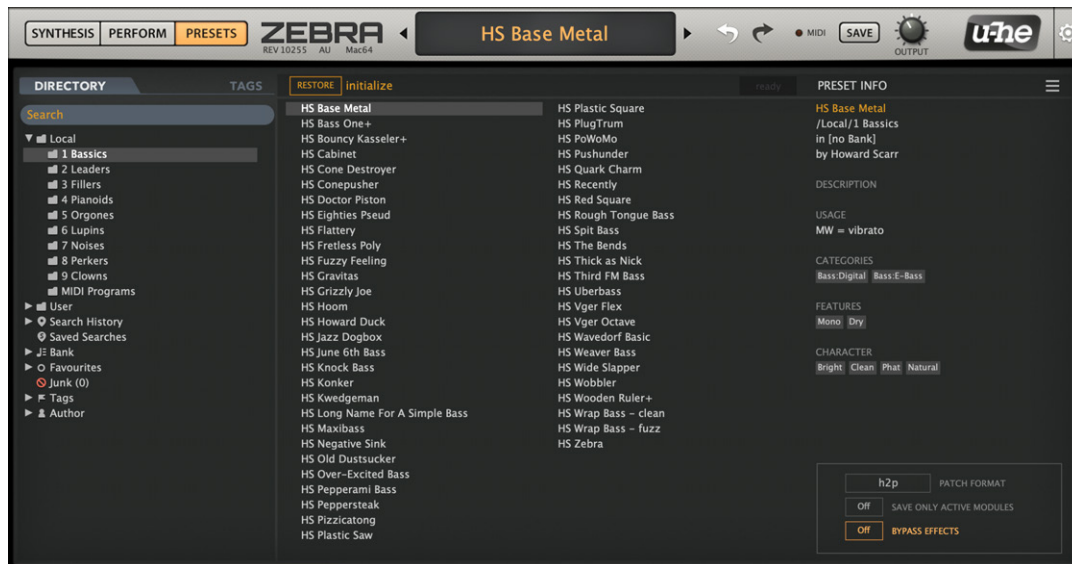 SYNTHESIS PERFORM PRESETS ZEBRA HS Base Metal MIDI SAVE u-he
REV 10255 AU Mac64 OUTPUT
DIRECTORY TAGS
Search
Local
1 Bassics
2 Leaders
3 Fillers
4 Pianoids
5 Orgones
6 Lupins
7 Noises
8 Perkers
9 Clowns
MIDI Programs
User
Search History
Saved Searches
Bank
Favourites
Junk (0)
Tags
Author
RESTORE initialize ready
HS Base Metal
HS Bass One+
HS Bouncy Kasseler+
HS Cabinet
HS Cone Destroyer
HS Conepusher
HS Doctor Piston
HS Eighties Pseud
HS Flattery
HS Fretless Poly
HS Fuzzy Feeling
HS Gravitas
HS Grizzly Joe
HS Hoom
HS Howard Duck
HS Jazz Dogbox
HS June 6th Bass
HS Knock Bass
HS Konker
HS Kwedgeman
HS Long Name For A Simple Bass
HS Maxibass
HS Negative Sink
HS Old Dustsucker
HS Over-Excited Bass
HS Pepperami Bass
HS Peppersteak
HS Pizzicatong
HS Plastic Saw
HS Plastic Square
HS PlugTrum
HS PoWoMo
HS Pushunder
HS Quark Charm
HS Recently
HS Red Square
HS Rough Tongue Bass
HS Spit Bass
HS The Bends
HS Thick as Nick
HS Third FM Bass
HS Uberbass
HS Vger Flex
HS Vger Octave
HS Wavedorf Basic
HS Weaver Bass
HS Wide Slapper
HS Wobbler
HS Wooden Ruler+
HS Wrap Bass - clean
HS Wrap Bass - fuzz
HS Zebra
PRESET INFO
HS Base Metal
/Local/1 Bassics
in [no Bank]
by Howard Scarr
DESCRIPTION
USAGE
MW = vibrato
CATEGORIES
Bass:Digital Bass:E-Bass
FEATURES
Mono Dry
CHARACTER
Bright Clean Phat Natural
h2p PATCH FORMAT
Off SAVE ONLY ACTIVE MODULES
Off BYPASS EFFECTS